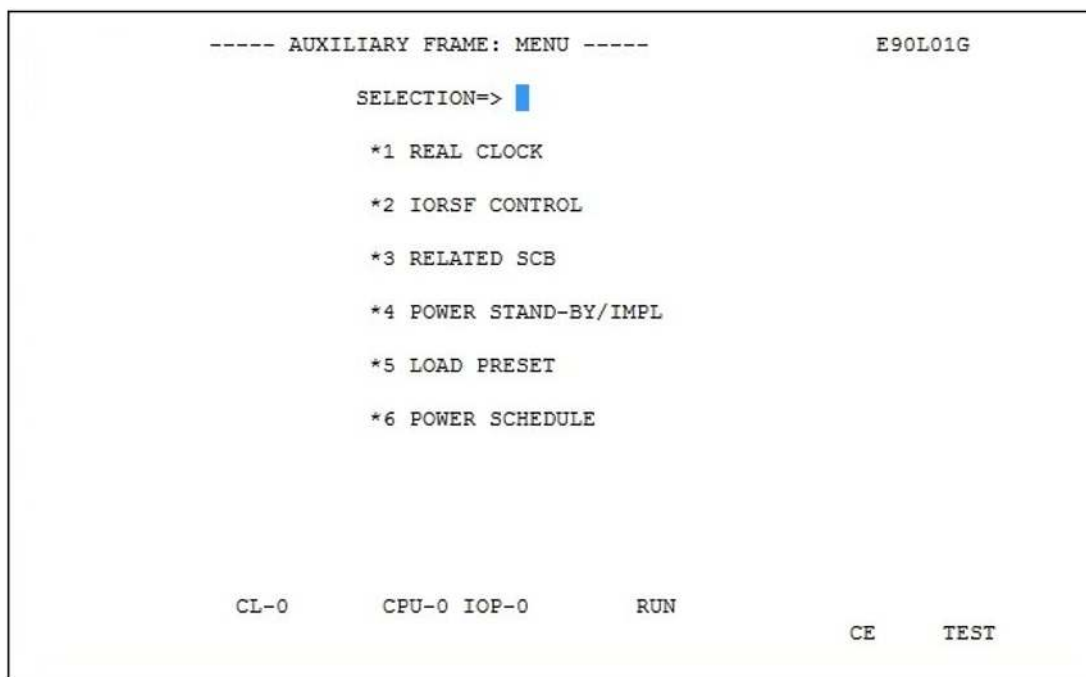 ----- AUXILIARY FRAME: MENU ----- E90L01G
SELECTION=>
*1 REAL CLOCK
*2 IORSF CONTROL
*3 RELATED SCB
*4 POWER STAND-BY/IMPL
*5 LOAD PRESET
*6 POWER SCHEDULE
CL-0 CPU-0 IOP-0 RUN
CE TEST